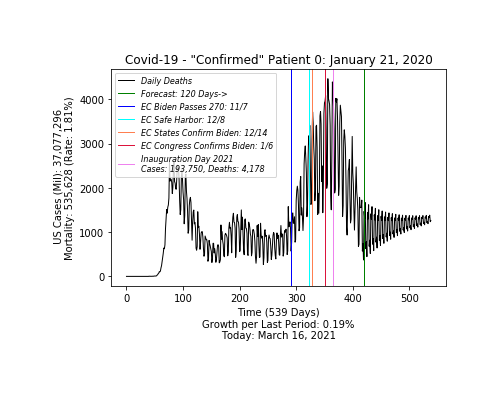 Covid-19 - "Confirmed" Patient 0: January 21, 2020
Daily Deaths
Forecast: 120 Days->
EC Biden Passes 270: 11/7
EC Safe Harbor: 12/8
EC States Confirm Biden: 12/14
EC Congress Confirms Biden: 1/6
Inauguration Day 2021
Cases: 193,750, Deaths: 4,178
US Cases (Mil): 37,077,296
Mortality: 535,628 (Rate: 1.81%)
4000
3000
2000
1000
0
0 100 200 300 400 500
Time (539 Days)
Growth per Last Period: 0.19%
Today: March 16, 2021